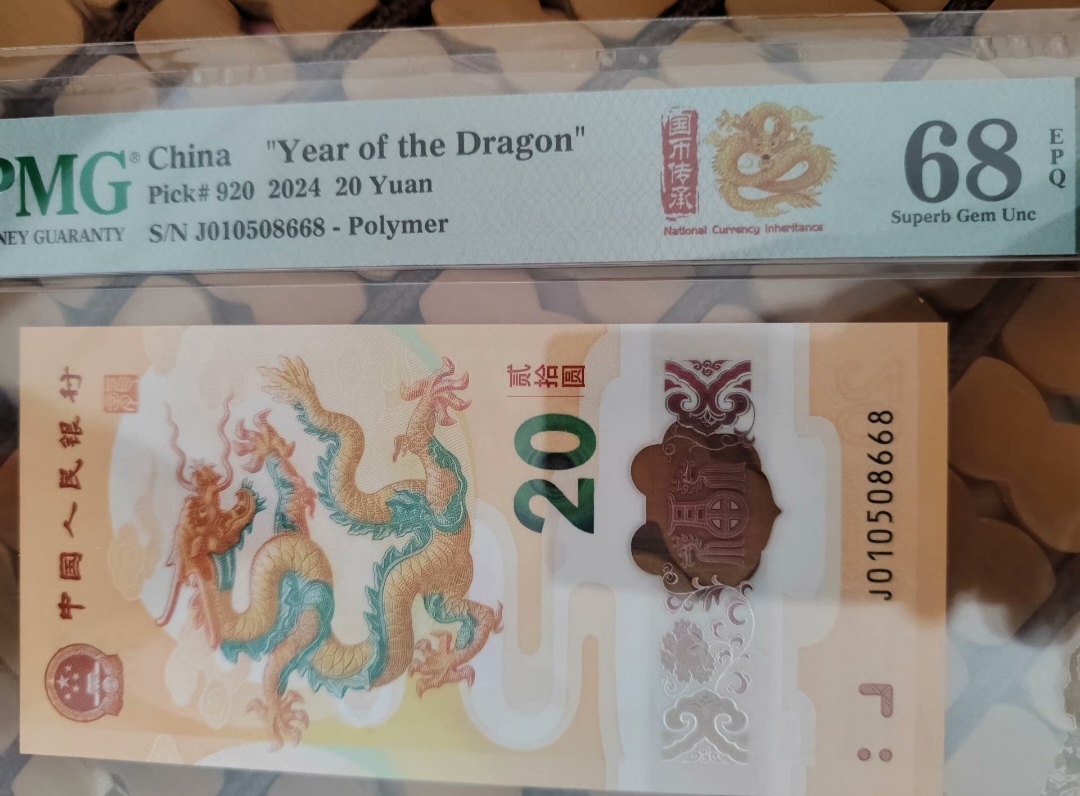 PMG®
NEY GUARANTY
China "Year of the Dragon"
Pick# 920 2024 20 Yuan
S/N J010508668 - Polymer
国币传承
National Currency Inheritance
68
EPQ
Superb Gem Unc
中国人民银行
贰拾圆
20
福
J010508668